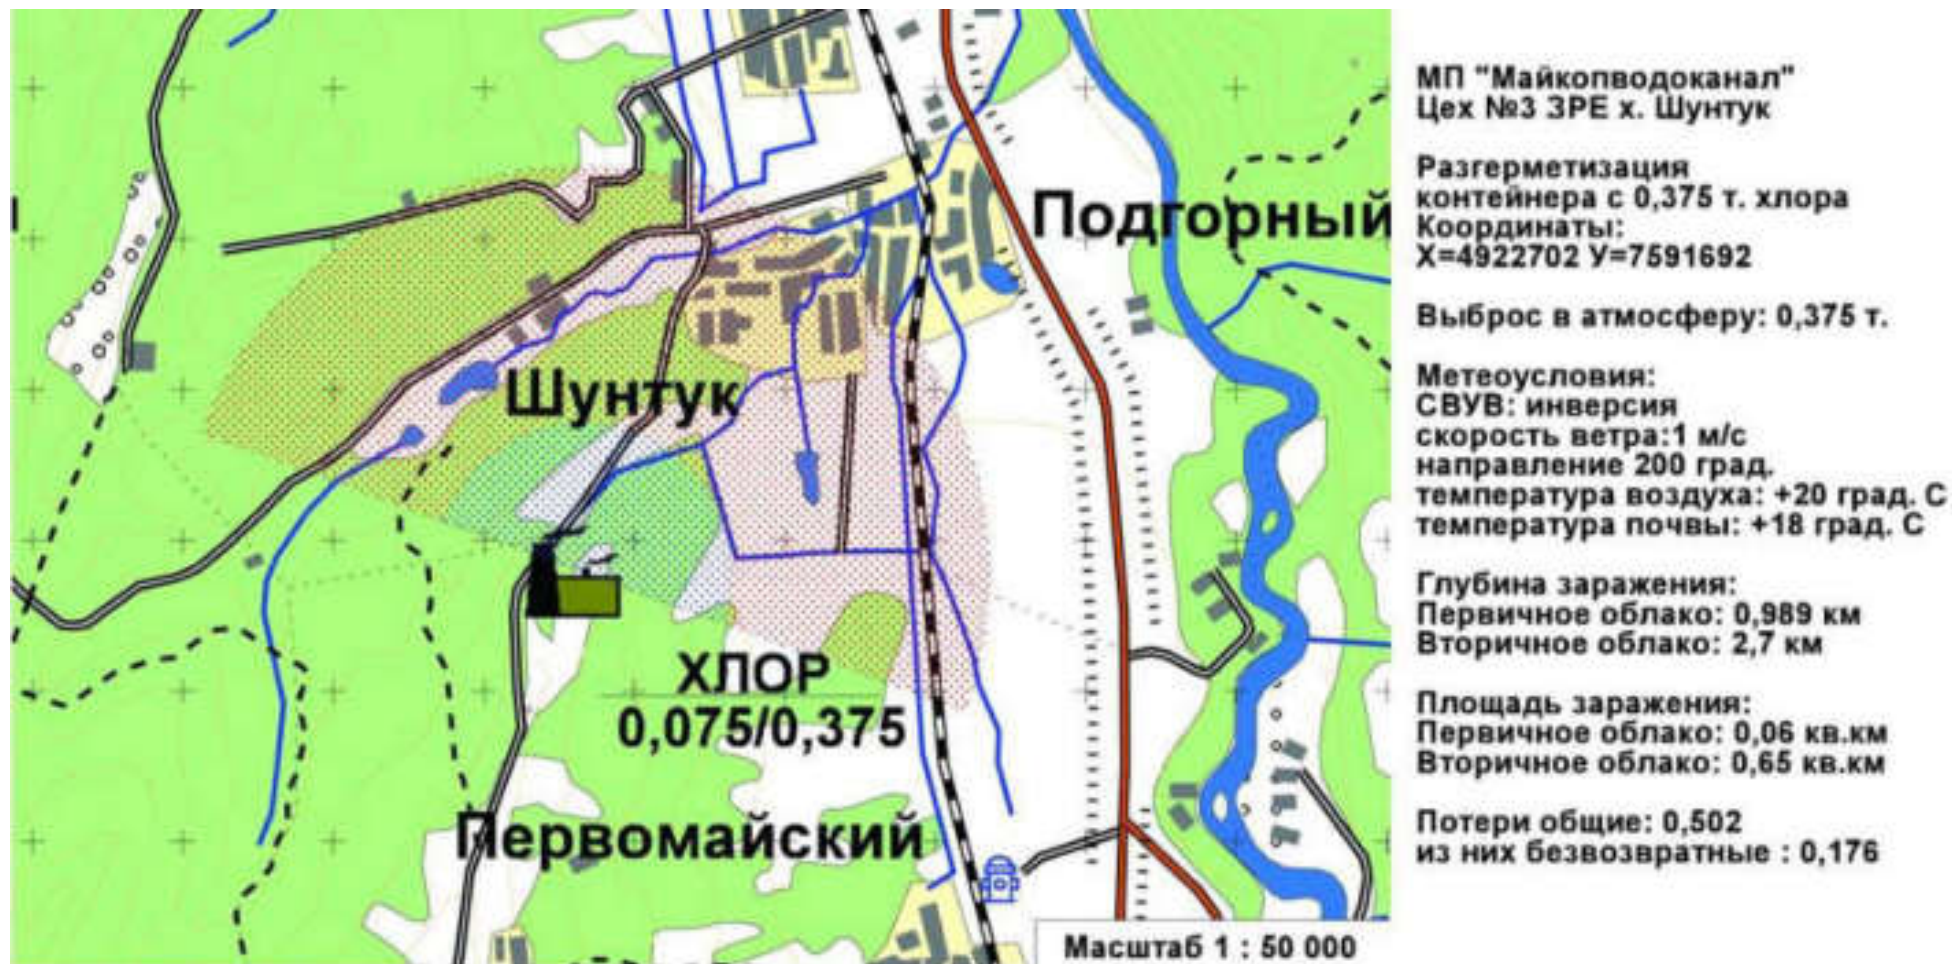 Подгорный
Шунтук
ХЛОР
0,075/0,375
Первомайский
Масштаб 1 : 50 000
МП "Майкопводоканал"
Цех №3 ЗРЕ х. Шунтук
Разгерметизация
контейнера с 0,375 т. хлора
Координаты:
Х=4922702 У=7591692
Выброс в атмосферу: 0,375 т.
Метеоусловия:
СВУВ: инверсия
скорость ветра:1 м/с
направление 200 град.
температура воздуха: +20 град. С
температура почвы: +18 град. С
Глубина заражения:
Первичное облако: 0,989 км
Вторичное облако: 2,7 км
Площадь заражения:
Первичное облако: 0,06 кв.км
Вторичное облако: 0,65 кв.км
Потери общие: 0,502
из них безвозвратные : 0,176